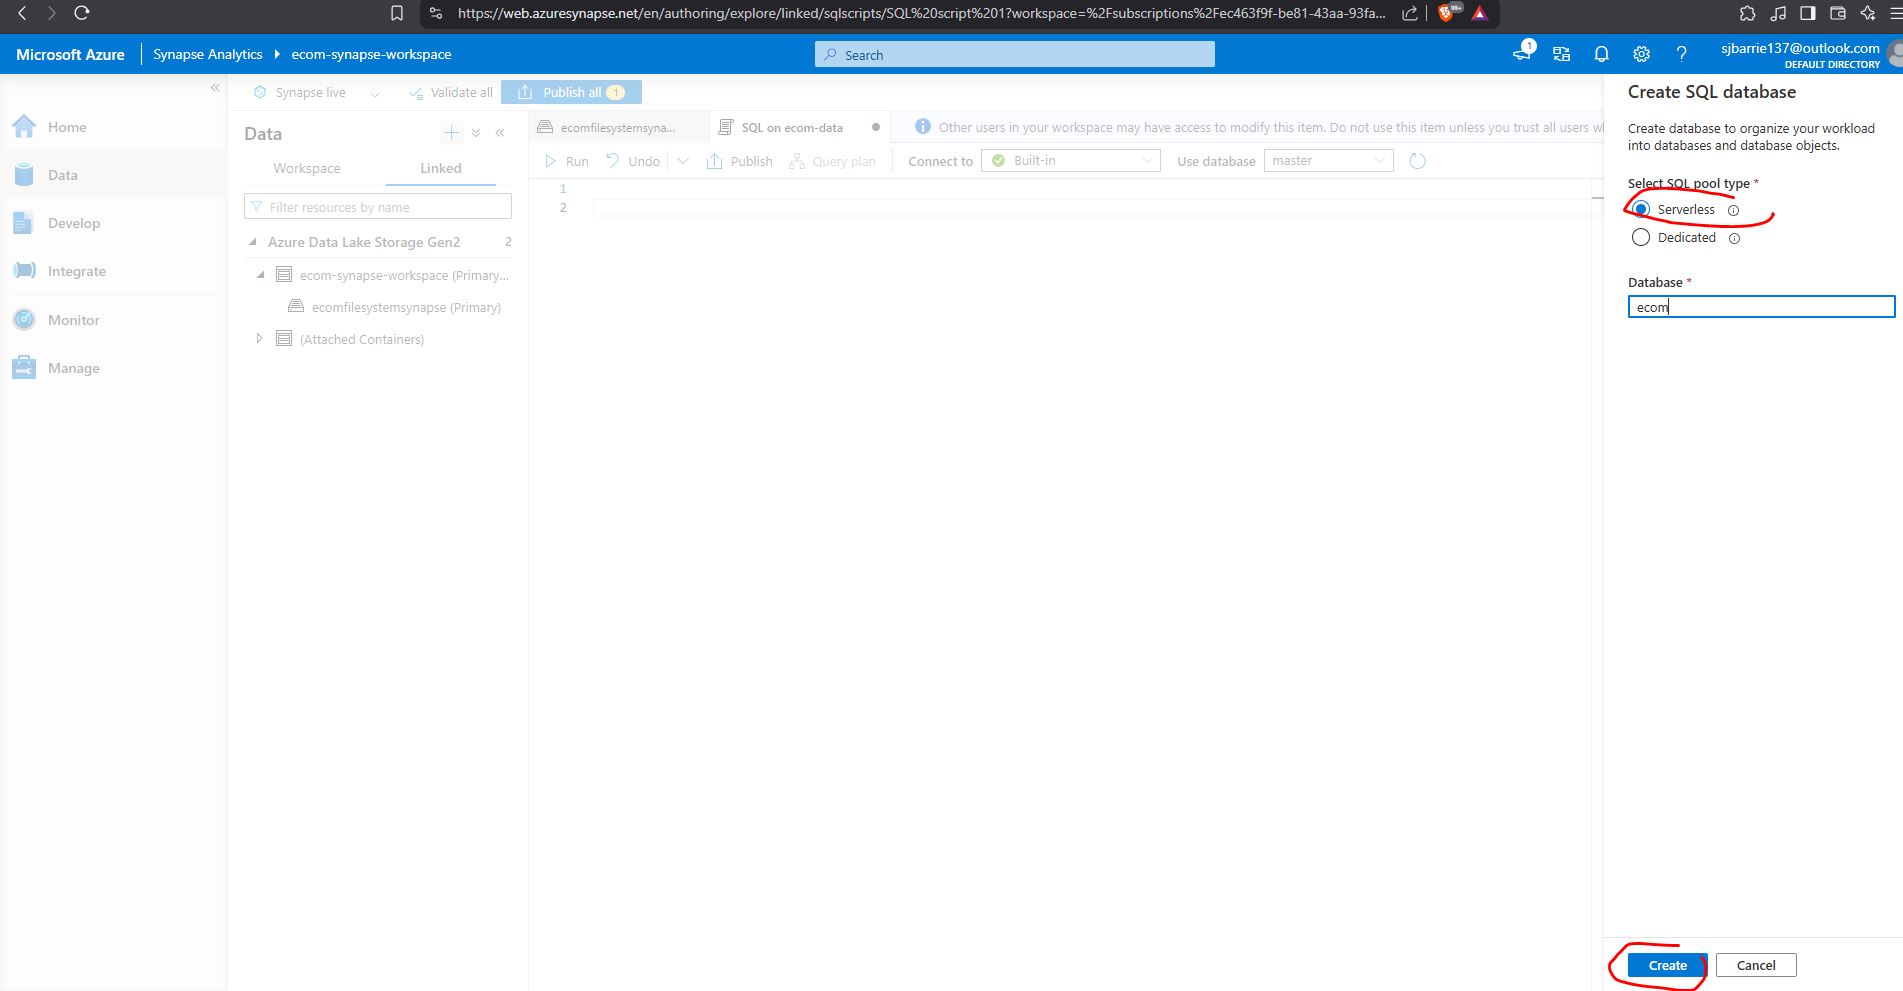 https://web.azuresynapse.net/en/authoring/explore/linked/sqlscripts/SQL%20script%201?workspace=%2Fsubscriptions%2Fec463f9f-be81-43aa-93fa...
99+
Microsoft Azure
Synapse Analytics
ecom-synapse-workspace
Search
1
sjbarrie137@outlook.com
DEFAULT DIRECTORY
Home
Data
Develop
Integrate
Monitor
Manage
Synapse live
Validate all
Publish all 1
Data
Workspace
Linked
Filter resources by name
Azure Data Lake Storage Gen2 2
ecom-synapse-workspace (Primary...
ecomfilesystemsynapse (Primary)
(Attached Containers)
ecomfilesystemsyna...
SQL on ecom-data
Other users in your workspace may have access to modify this item. Do not use this item unless you trust all users wh
Run
Undo
Publish
Query plan
Connect to
Built-in
Use database
master
1
2
Create SQL database
Create database to organize your workload
into databases and database objects.
Select SQL pool type *
Serverless
Dedicated
Database *
ecom
Create
Cancel